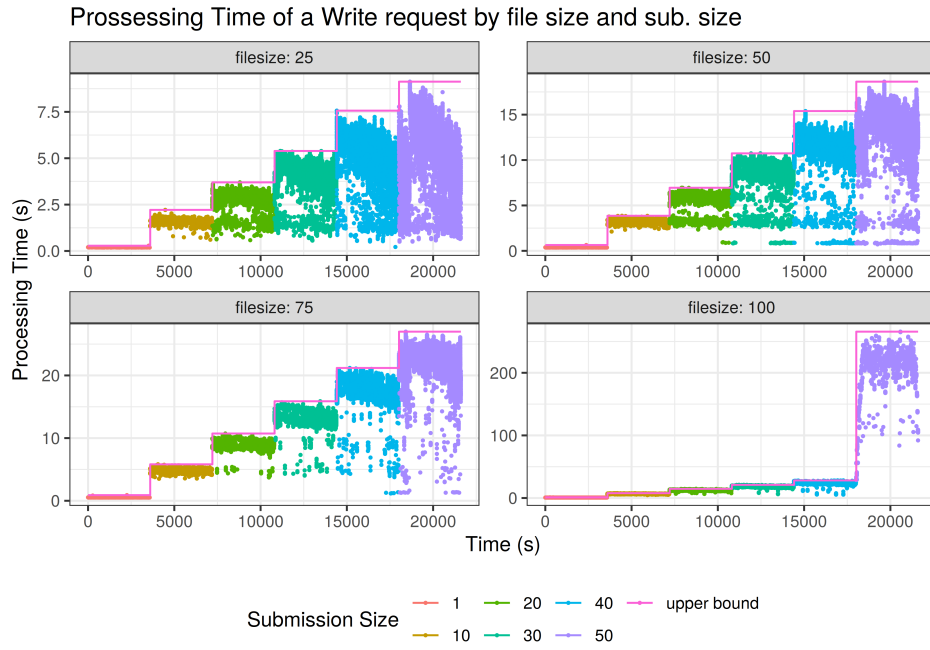 Prossessing Time of a Write request by file size and sub. size
filesize: 25
filesize: 50
7.5
5.0
2.5
0.0
15
10
5
0
0 5000 10000 15000 20000
0 5000 10000 15000 20000
filesize: 75
filesize: 100
20
10
0
200
100
0
0 5000 10000 15000 20000
0 5000 10000 15000 20000
Processing Time (s)
Time (s)
Submission Size
1 20 40 upper bound
10 30 50